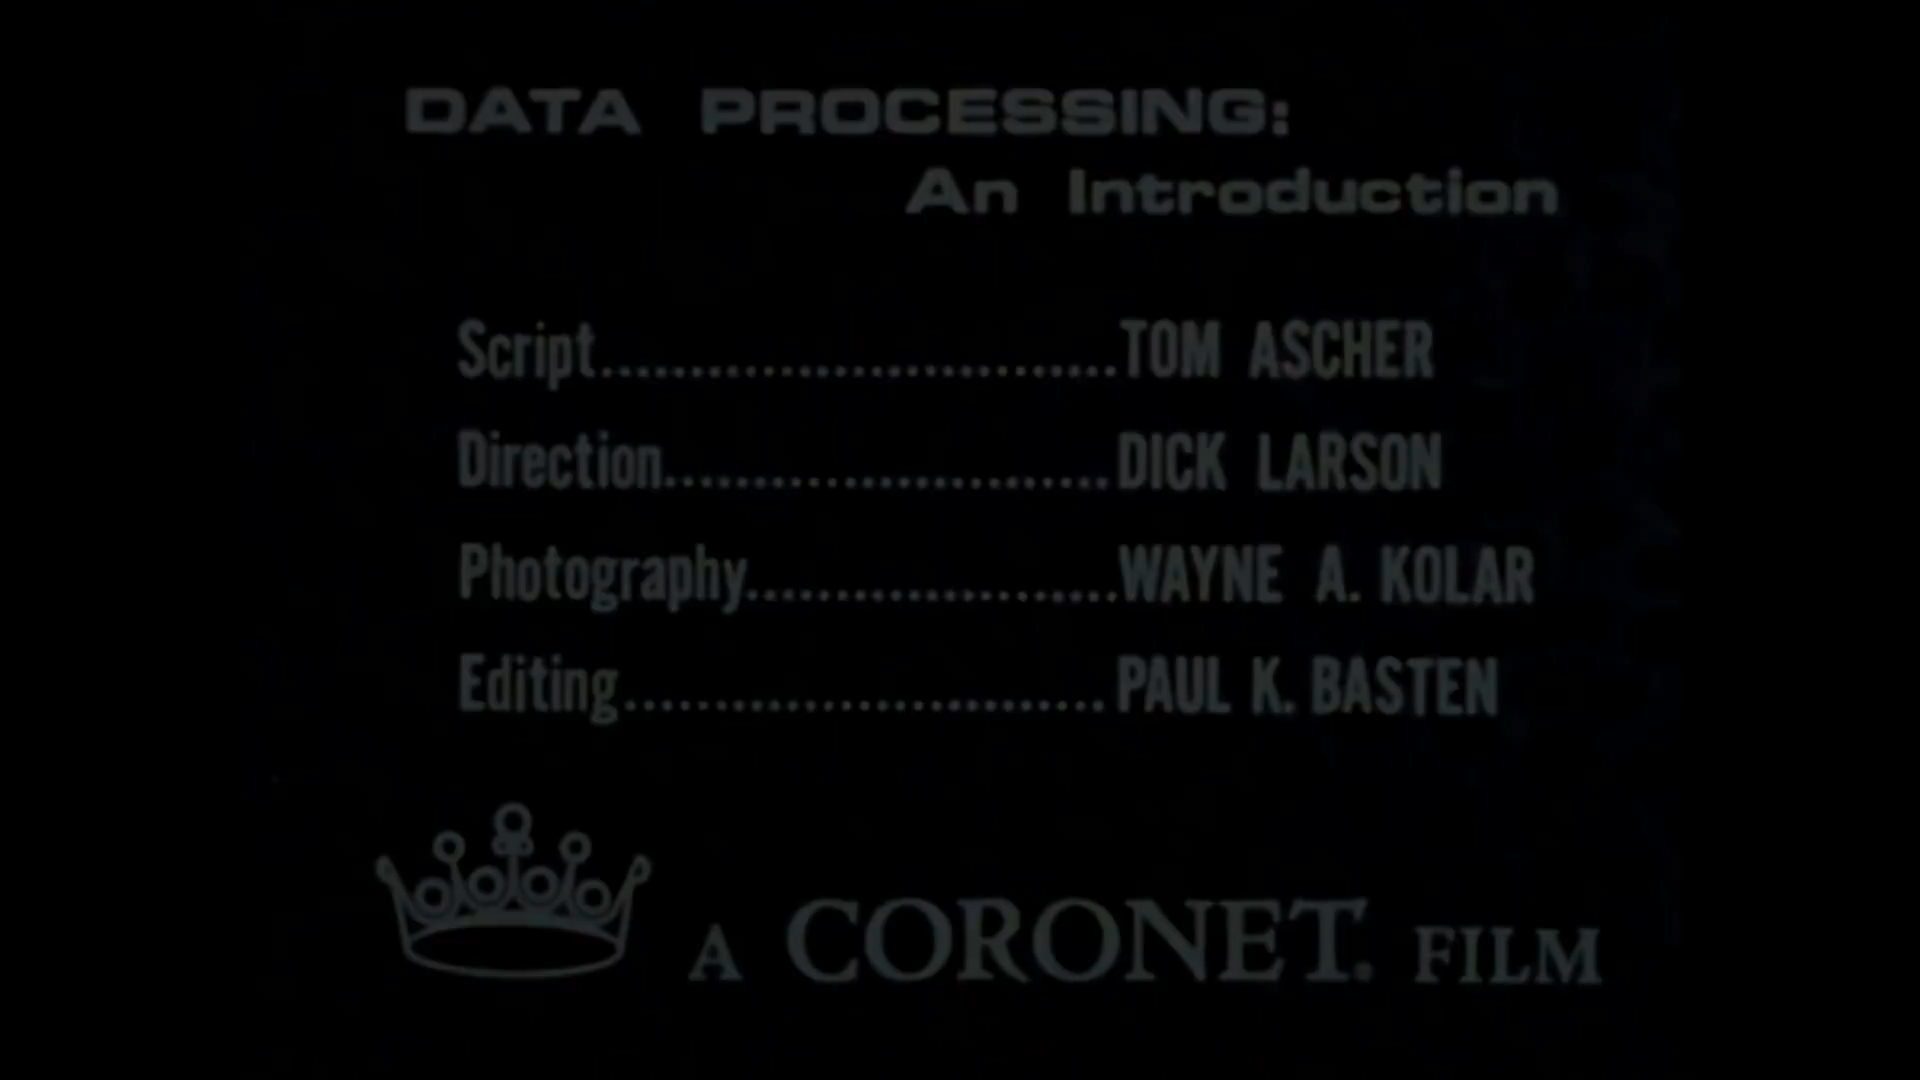 DATA PROCESSING:
An Introduction
Script.............................TOM ASCHER
Direction.........................DICK LARSON
Photography.....................WAYNE A. KOLAR
Editing...........................PAUL K. BASTEN
A CORONET. FILM